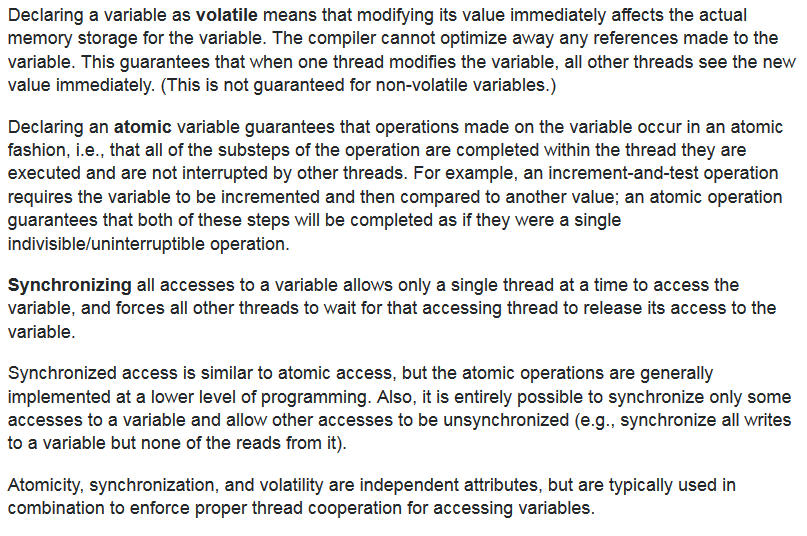 Declaring a variable as volatile means that modifying its value immediately affects the actual
memory storage for the variable. The compiler cannot optimize away any references made to the
variable. This guarantees that when one thread modifies the variable, all other threads see the new
value immediately. (This is not guaranteed for non-volatile variables.)
Declaring an atomic variable guarantees that operations made on the variable occur in an atomic
fashion, i.e., that all of the substeps of the operation are completed within the thread they are
executed and are not interrupted by other threads. For example, an increment-and-test operation
requires the variable to be incremented and then compared to another value; an atomic operation
guarantees that both of these steps will be completed as if they were a single
indivisible/uninterruptible operation.
Synchronizing all accesses to a variable allows only a single thread at a time to access the
variable, and forces all other threads to wait for that accessing thread to release its access to the
variable.
Synchronized access is similar to atomic access, but the atomic operations are generally
implemented at a lower level of programming. Also, it is entirely possible to synchronize only some
accesses to a variable and allow other accesses to be unsynchronized (e.g., synchronize all writes
to a variable but none of the reads from it).
Atomicity, synchronization, and volatility are independent attributes, but are typically used in
combination to enforce proper thread cooperation for accessing variables.